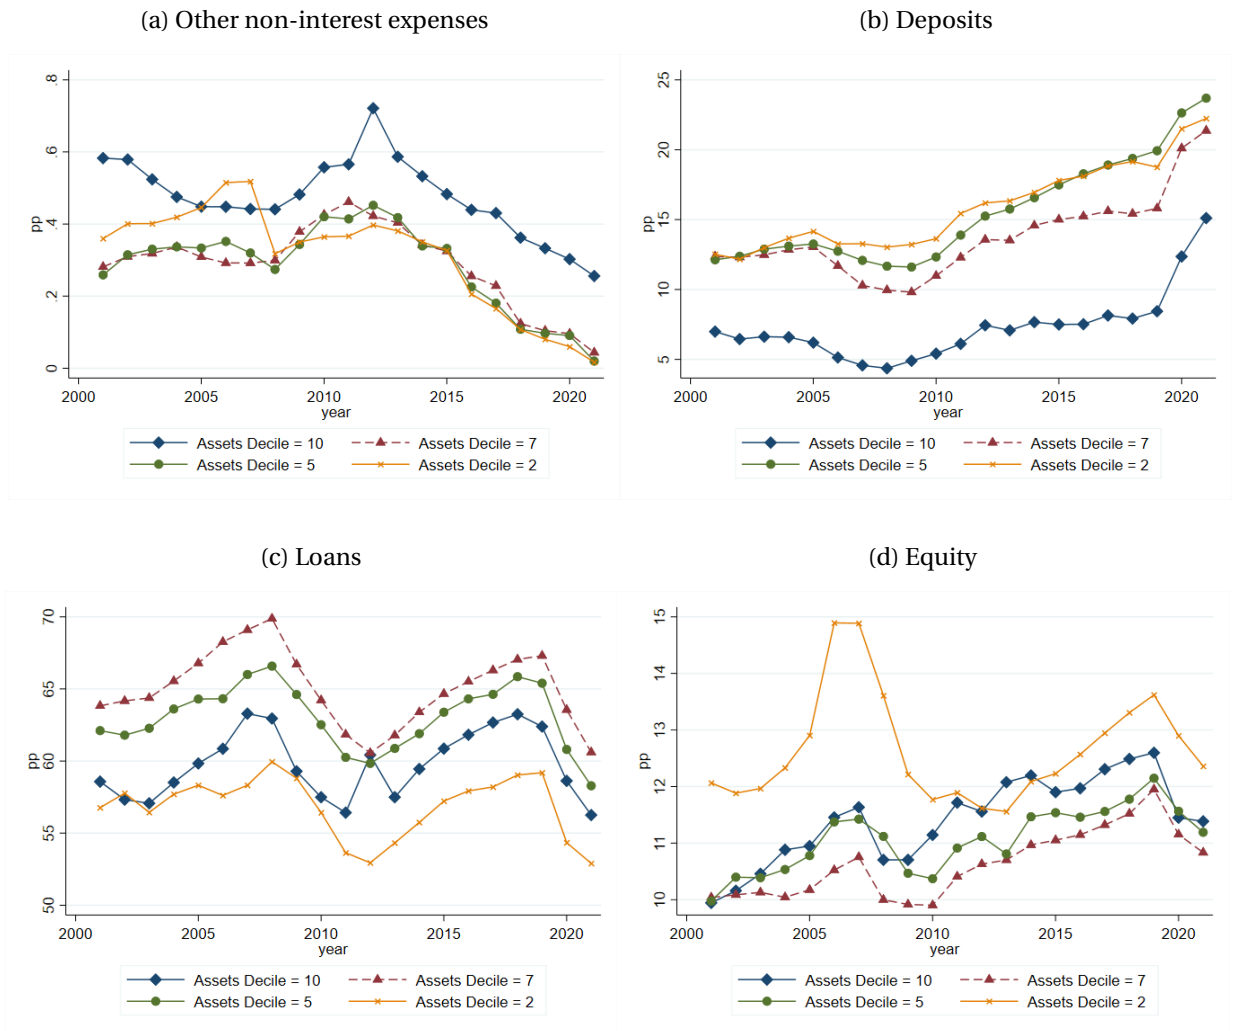 (a) Other non-interest expenses
(b) Deposits
.8
.6
.4
.2
0
pp
2000 2005 2010 2015 2020
year
Assets Decile = 10 Assets Decile = 7
Assets Decile = 5 Assets Decile = 2
25
20
15
10
5
pp
2000 2005 2010 2015 2020
year
Assets Decile = 10 Assets Decile = 7
Assets Decile = 5 Assets Decile = 2
(c) Loans
(d) Equity
70
65
60
55
50
pp
2000 2005 2010 2015 2020
year
Assets Decile = 10 Assets Decile = 7
Assets Decile = 5 Assets Decile = 2
15
14
13
12
11
10
pp
2000 2005 2010 2015 2020
year
Assets Decile = 10 Assets Decile = 7
Assets Decile = 5 Assets Decile = 2